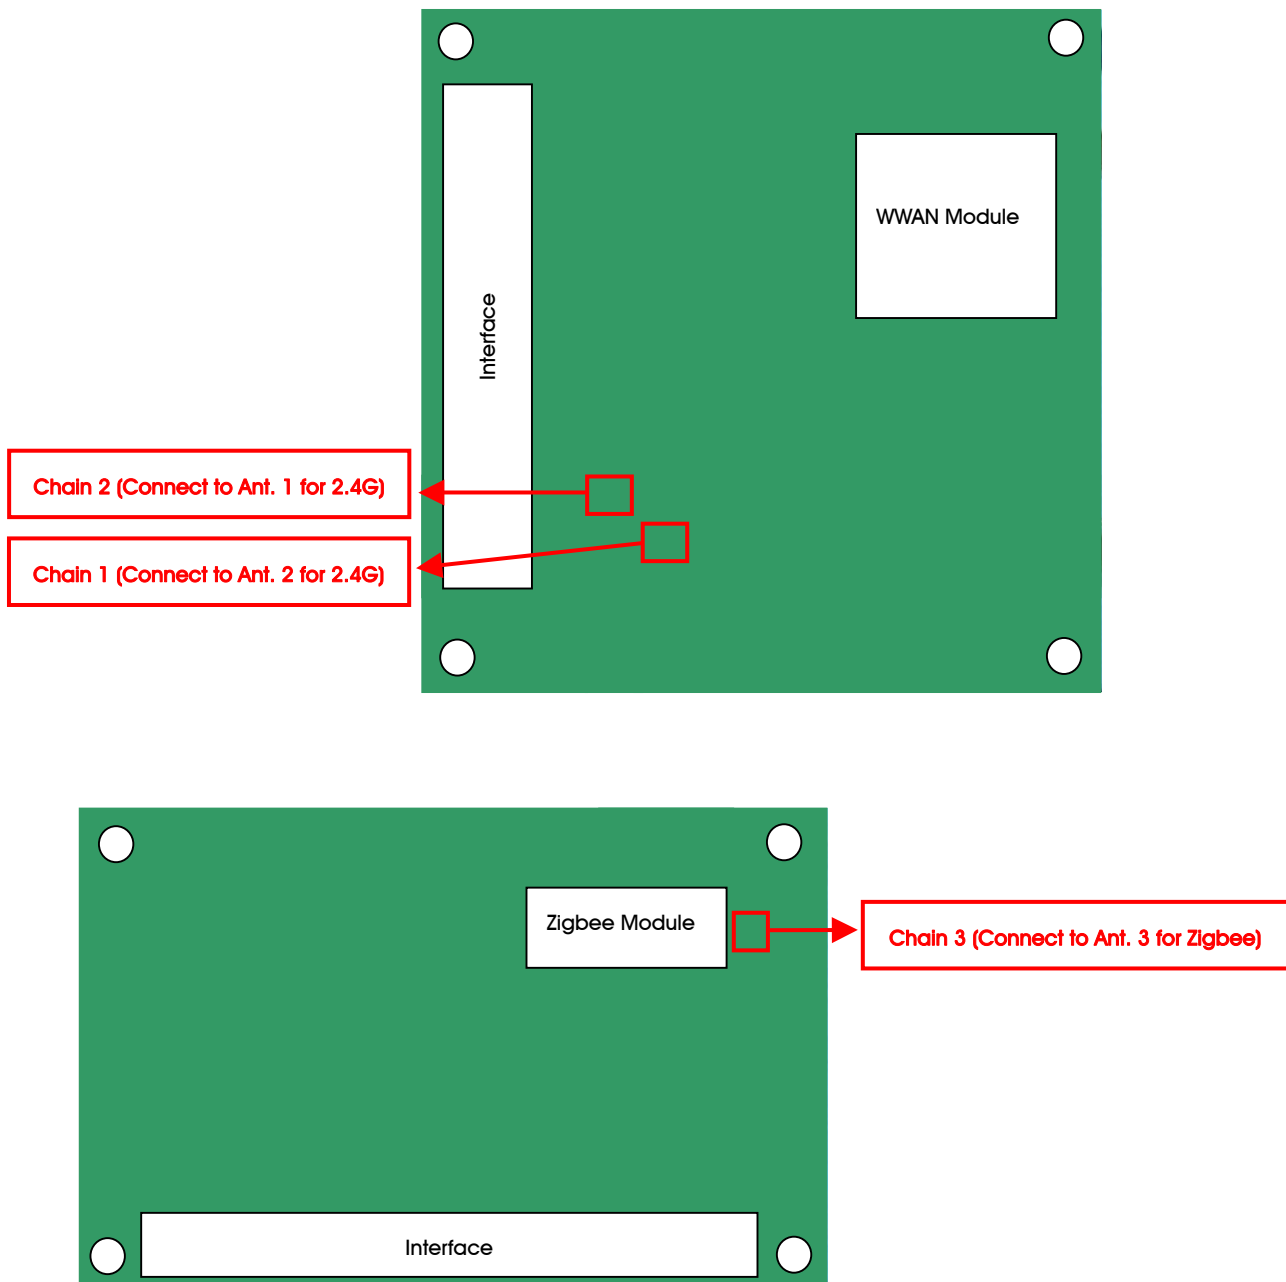 WWAN Module
Interface
Chain 2 (Connect to Ant. 1 for 2.4G)
Chain 1 (Connect to Ant. 2 for 2.4G)
Zigbee Module
Chain 3 (Connect to Ant. 3 for Zigbee)
Interface